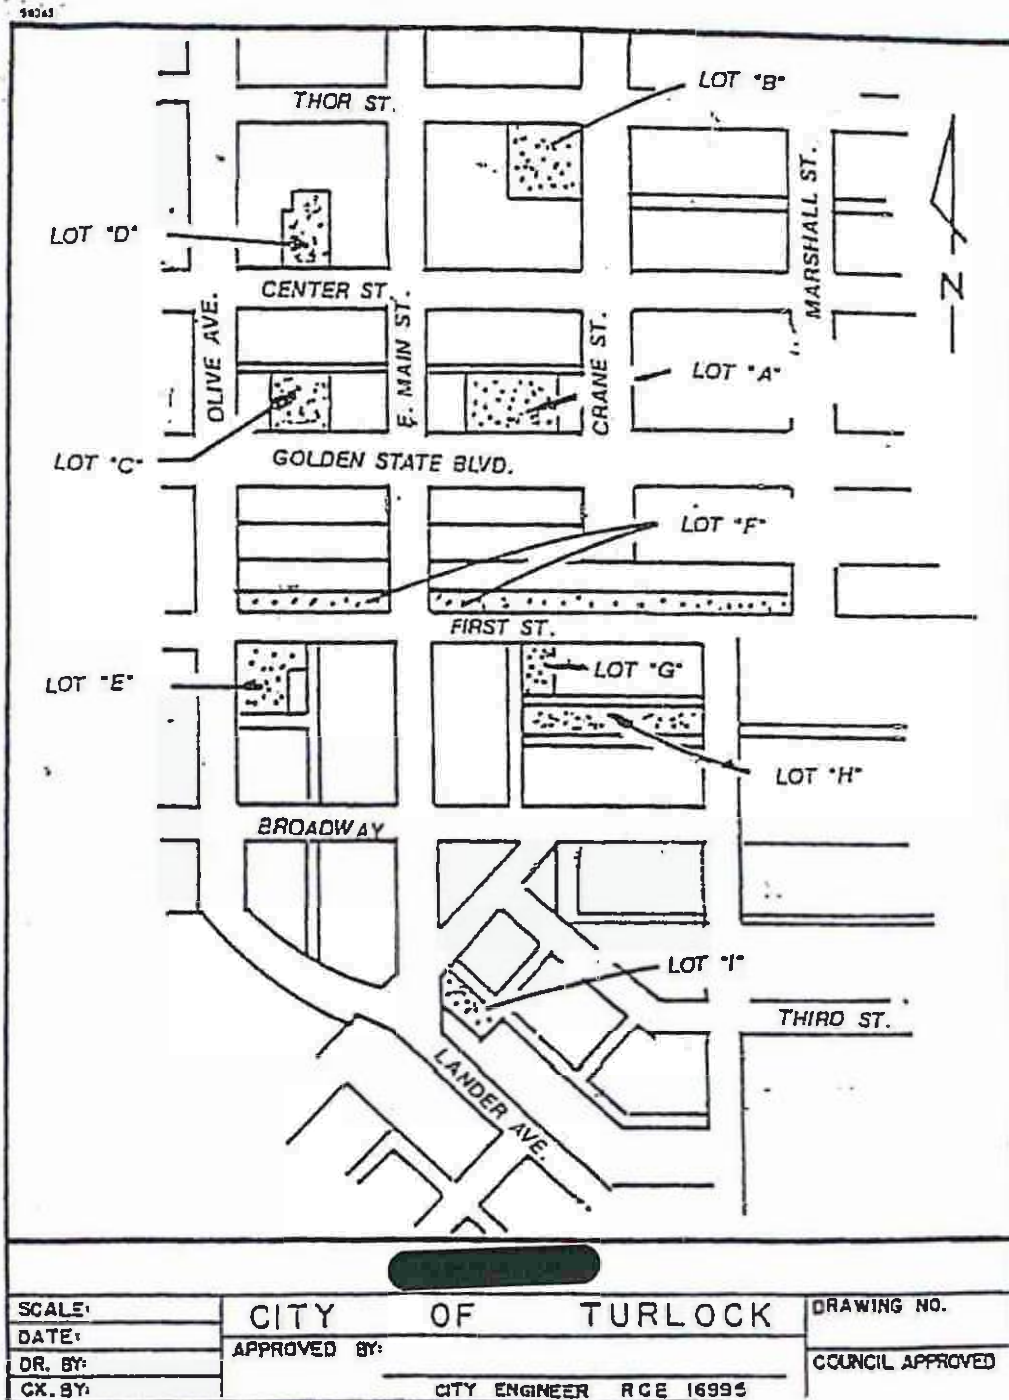 58365
THOR ST.
LOT "B"
MARSHALL ST.
LOT "D"
CENTER ST.
OLIVE AVE.
E. MAIN ST.
CRANE ST.
N
LOT "A"
LOT "C"
GOLDEN STATE BLVD.
LOT "F"
FIRST ST.
LOT "E"
LOT "G"
LOT "H"
BROADWAY
LOT "I"
THIRD ST.
LANDER AVE.
SCALE:
DATE:
DR. BY:
CK. BY:
CITY OF TURLOCK
APPROVED BY:
CITY ENGINEER RCE 16995
DRAWING NO.
COUNCIL APPROVED